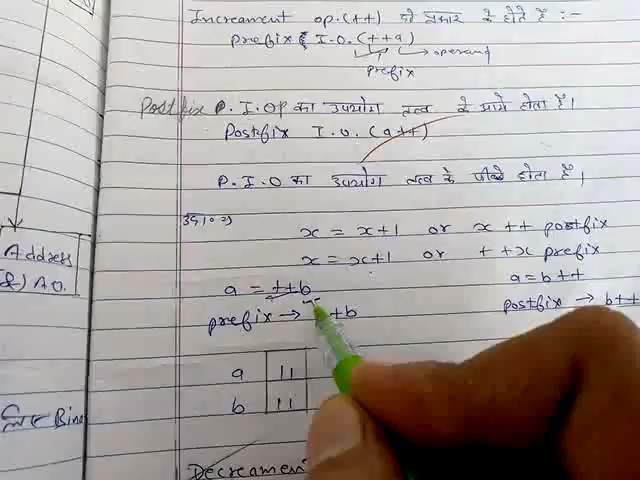 Increament op.(++) दो प्रकार के होते हैं :-
prefix I.O.(++a)
operand
prefix
Postfix P.I.Op का उपयोग तत्व के आगे होता है।
Postfix I.O.(a++)
P.I.O का उपयोग तत्व के पीछे होता है।
उदा० =>
x = x+1 or x ++ postfix
x = x+1 or + +x prefix
a = ++b
a = b++
prefix → +b
postfix → b++
a 11
b 11
Address
A.O.
Decreament